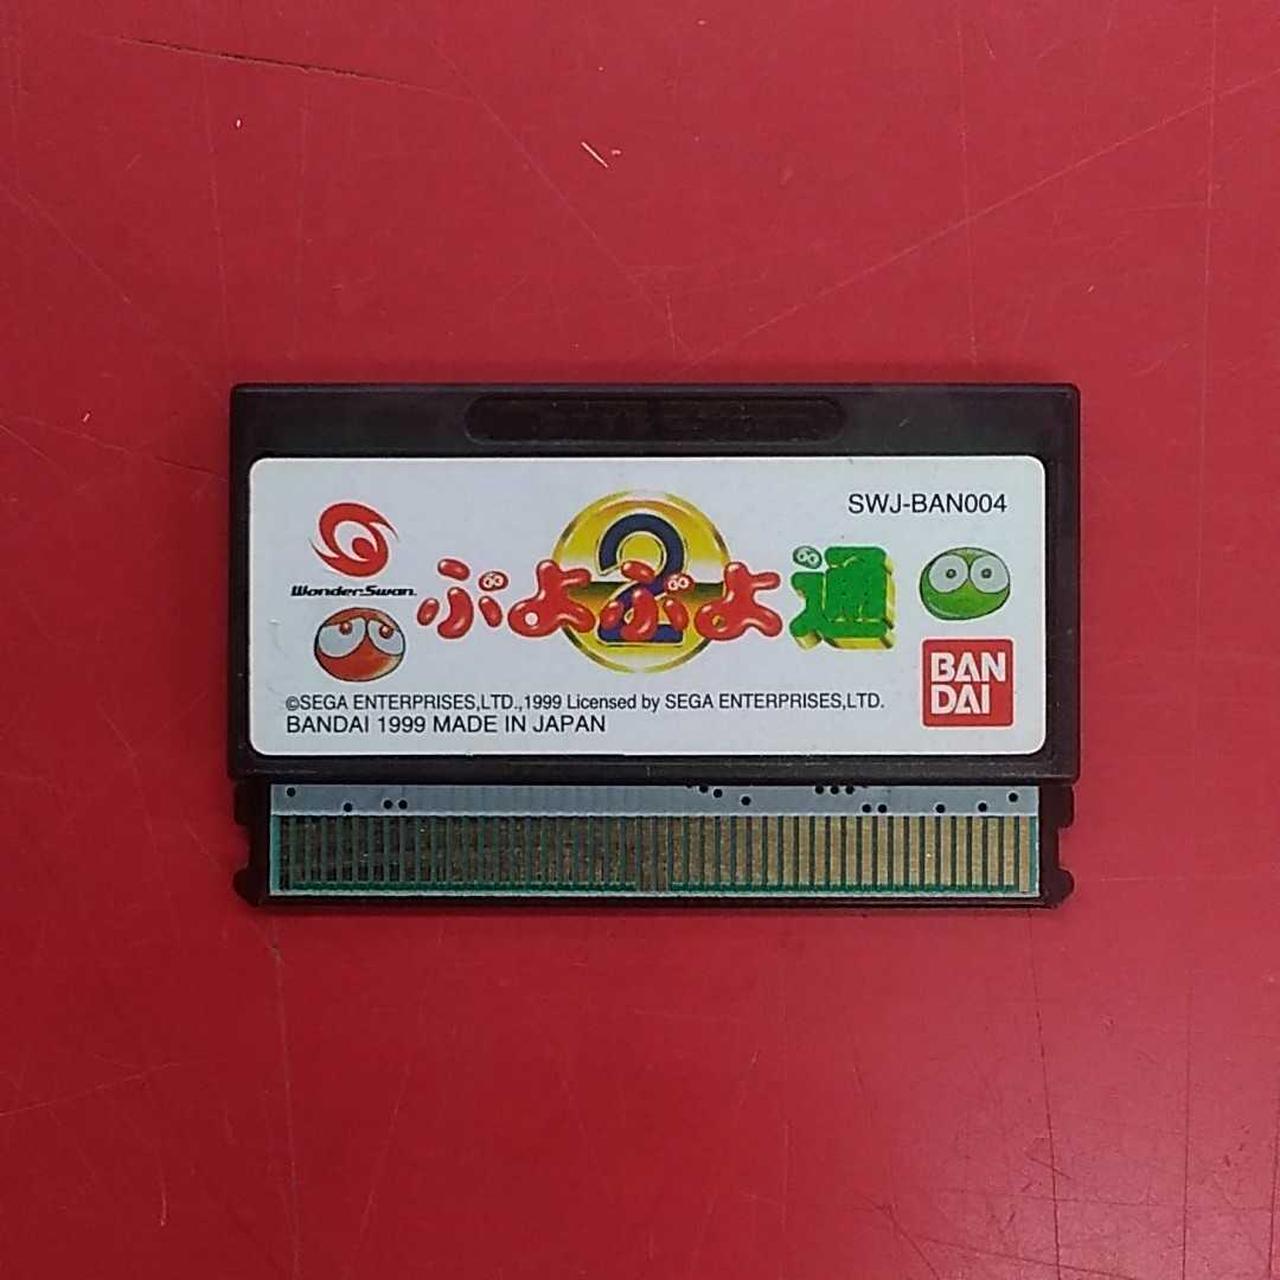 SWJ-BAN004
WonderSwan
ぷよぷよ通
2
BAN
DAI
©SEGA ENTERPRISES,LTD.,1999 Licensed by SEGA ENTERPRISES,LTD.
BANDAI 1999 MADE IN JAPAN